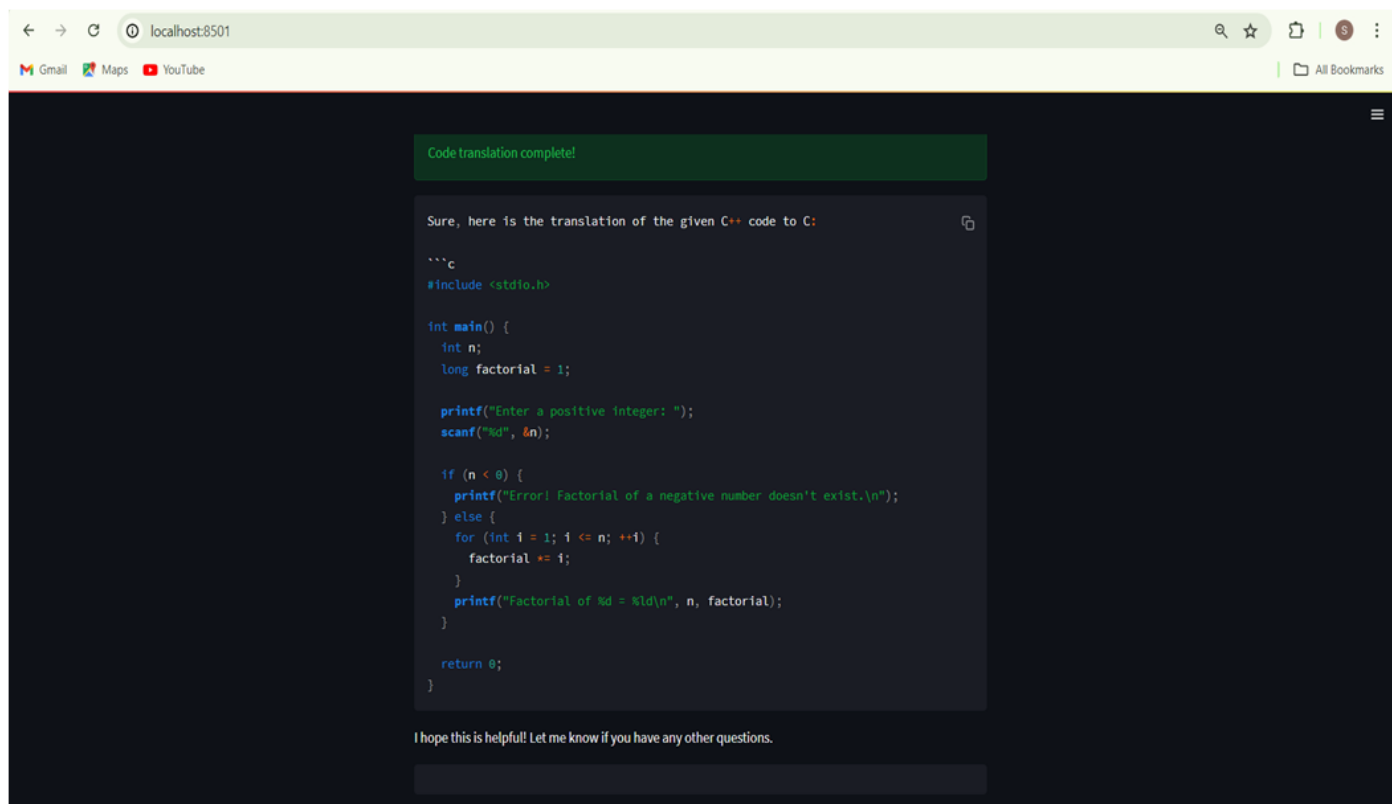 localhost:8501
S
Gmail Maps YouTube
All Bookmarks
Code translation complete!
Sure, here is the translation of the given C++ code to C:
```c
#include <stdio.h>
int main() {
  int n;
  long factorial = 1;
  printf("Enter a positive integer: ");
  scanf("%d", &n);
  if (n < 0) {
    printf("Error! Factorial of a negative number doesn't exist.\n");
  } else {
    for (int i = 1; i <= n; ++i) {
      factorial *= i;
    }
    printf("Factorial of %d = %ld\n", n, factorial);
  }
  return 0;
}
I hope this is helpful! Let me know if you have any other questions.